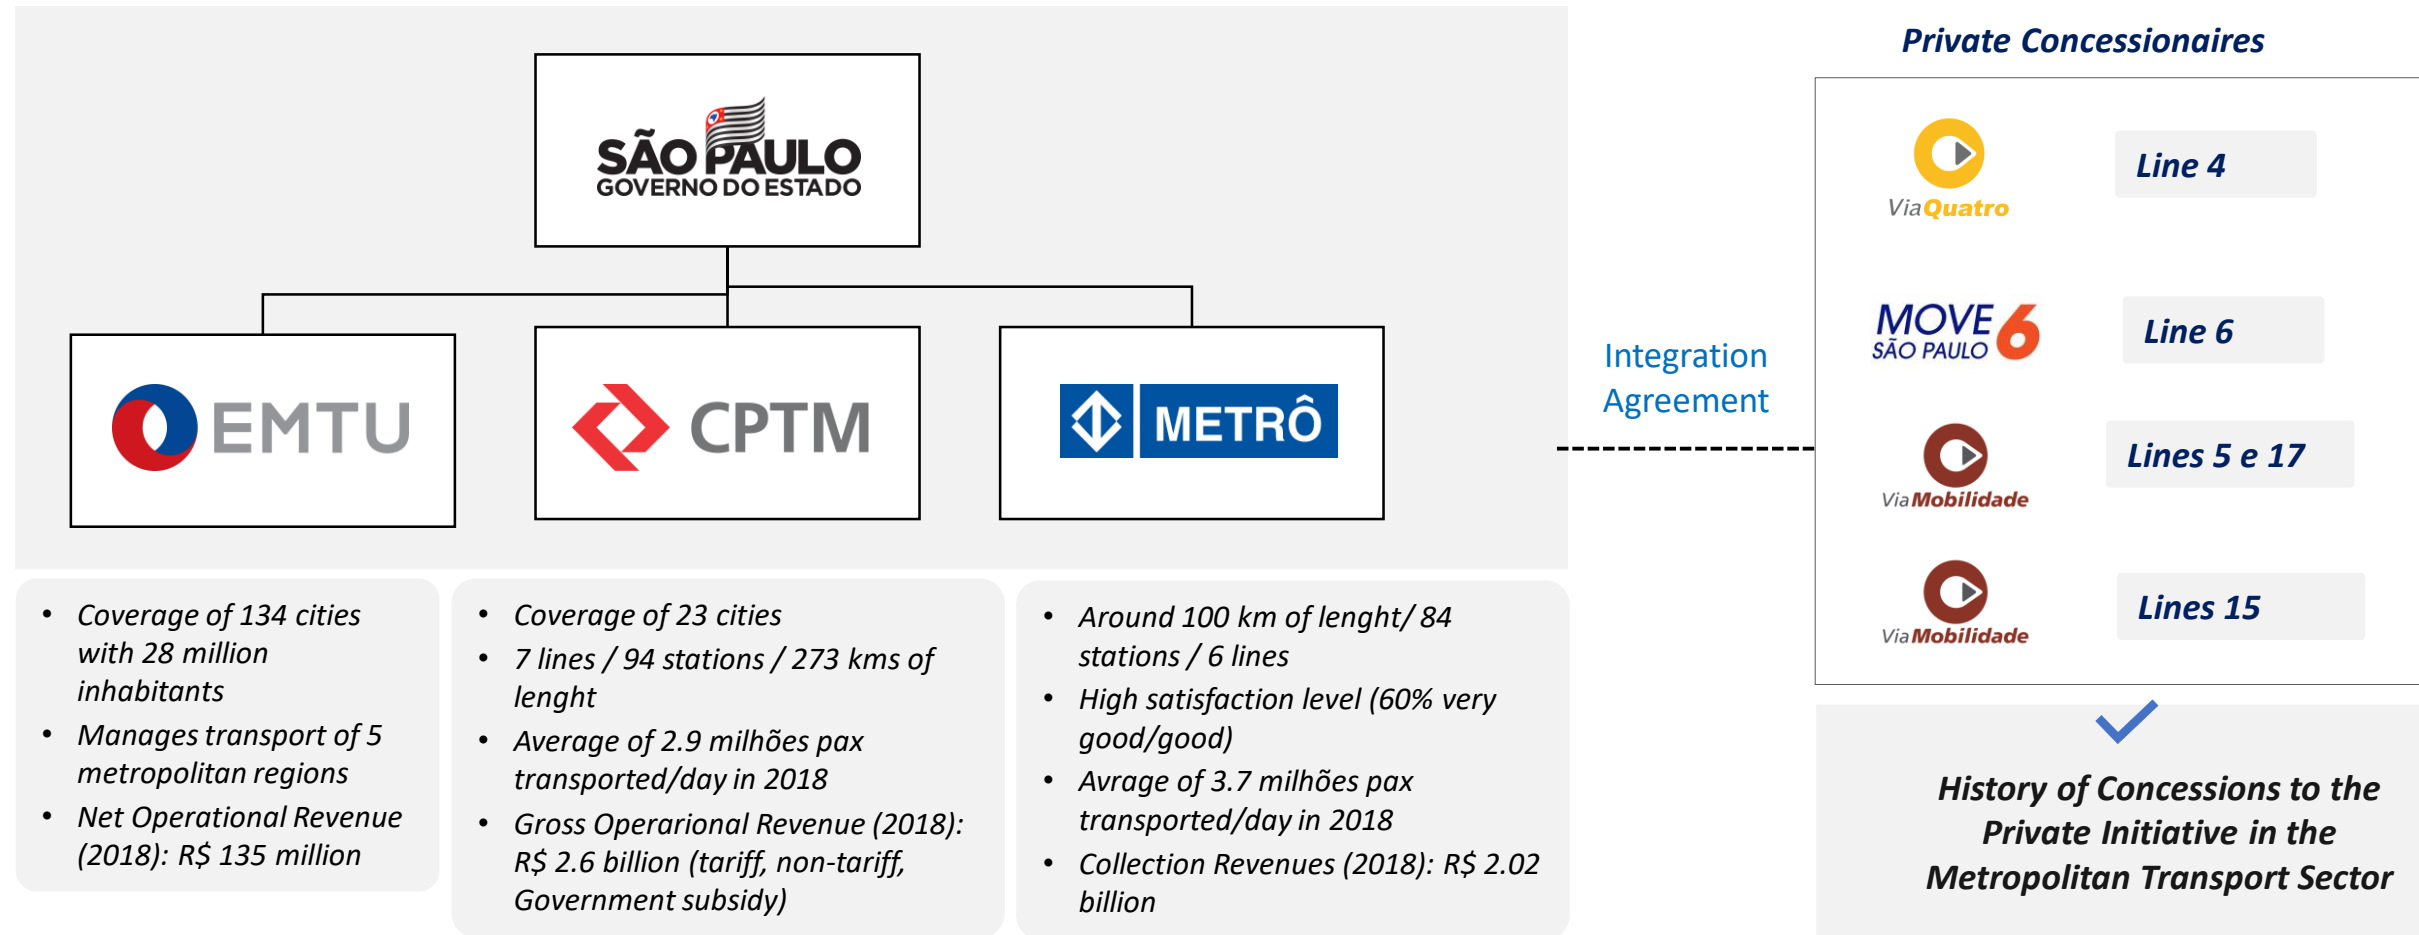 SÃO PAULO
GOVERNO DO ESTADO
EMTU
CPTM
METRÔ
• Coverage of 134 cities
with 28 million
inhabitants
• Manages transport of 5
metropolitan regions
• Net Operational Revenue
(2018): R$ 135 million
• Coverage of 23 cities
• 7 lines / 94 stations / 273 kms of
lenght
• Average of 2.9 milhões pax
transported/day in 2018
• Gross Operarional Revenue (2018):
R$ 2.6 billion (tariff, non-tariff,
Government subsidy)
• Around 100 km of lenght/ 84
stations / 6 lines
• High satisfaction level (60% very
good/good)
• Avrage of 3.7 milhões pax
transported/day in 2018
• Collection Revenues (2018): R$ 2.02
billion
Integration
Agreement
Private Concessionaires
ViaQuatro
Line 4
MOVE 6
SÃO PAULO
Line 6
ViaMobilidade
Lines 5 e 17
ViaMobilidade
Lines 15
History of Concessions to the
Private Initiative in the
Metropolitan Transport Sector